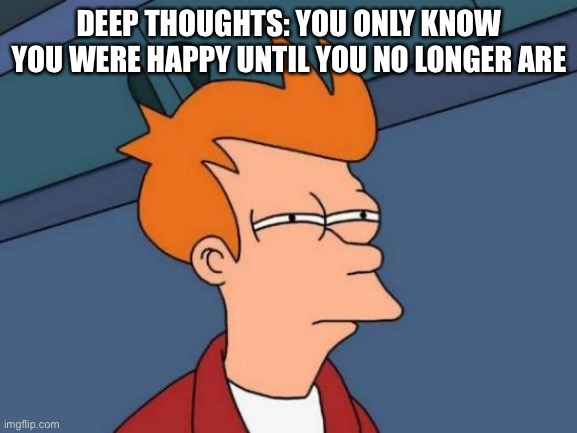 DEEP THOUGHTS: YOU ONLY KNOW
YOU WERE HAPPY UNTIL YOU NO LONGER ARE
imgflip.com